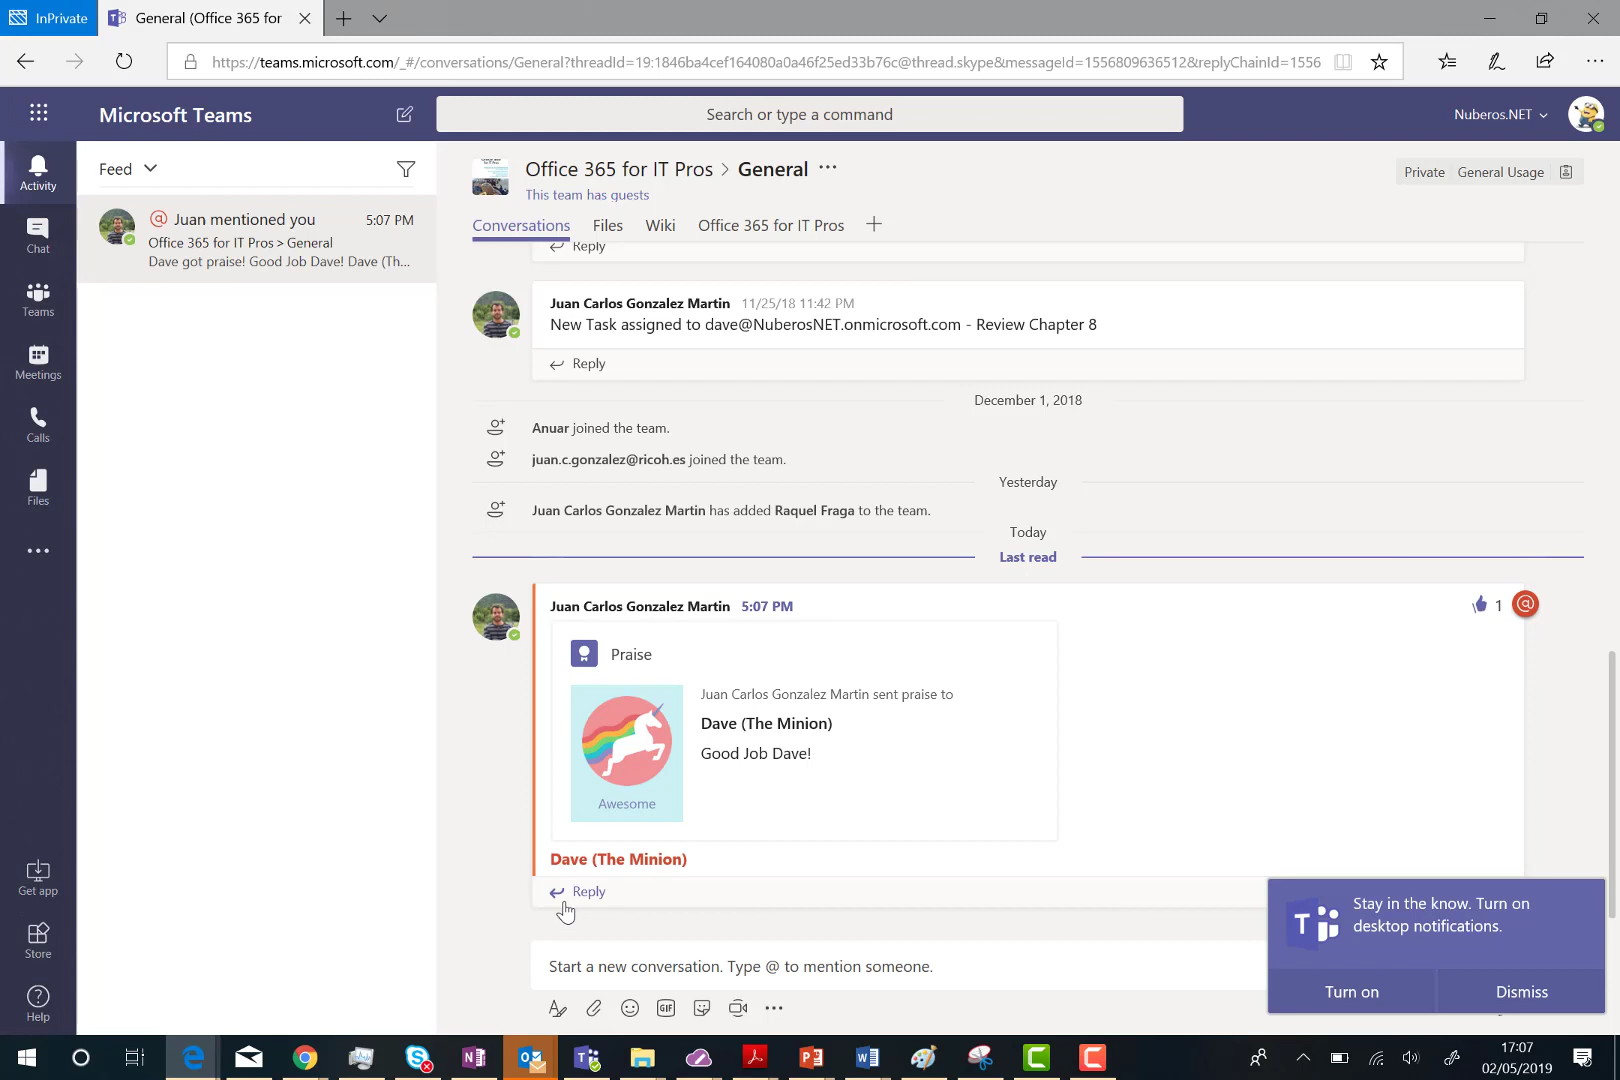 InPrivate
General (Office 365 for
https://teams.microsoft.com/_#/conversations/General?threadId=19:1846ba4cef164080a0a46f25ed33b76c@thread.skype&messageId=1556809636512&replyChainId=1556
Microsoft Teams
Search or type a command
Nuberos.NET
Activity
Chat
Teams
Meetings
Calls
Files
Get app
Store
Help
Feed
@ Juan mentioned you 5:07 PM
Office 365 for IT Pros > General
Dave got praise! Good Job Dave! Dave (Th...
Office 365 for IT Pros > General ...
This team has guests
Private General Usage
Conversations Files Wiki Office 365 for IT Pros +
Reply
Juan Carlos Gonzalez Martin 11/25/18 11:42 PM
New Task assigned to dave@NuberosNET.onmicrosoft.com - Review Chapter 8
Reply
December 1, 2018
Anuar joined the team.
juan.c.gonzalez@ricoh.es joined the team.
Yesterday
Juan Carlos Gonzalez Martin has added Raquel Fraga to the team.
Today
Last read
Juan Carlos Gonzalez Martin 5:07 PM
1 @
Praise
Juan Carlos Gonzalez Martin sent praise to
Dave (The Minion)
Good Job Dave!
Awesome
Dave (The Minion)
Reply
Start a new conversation. Type @ to mention someone.
GIF
Stay in the know. Turn on
desktop notifications.
Turn on
Dismiss
17:07
02/05/2019